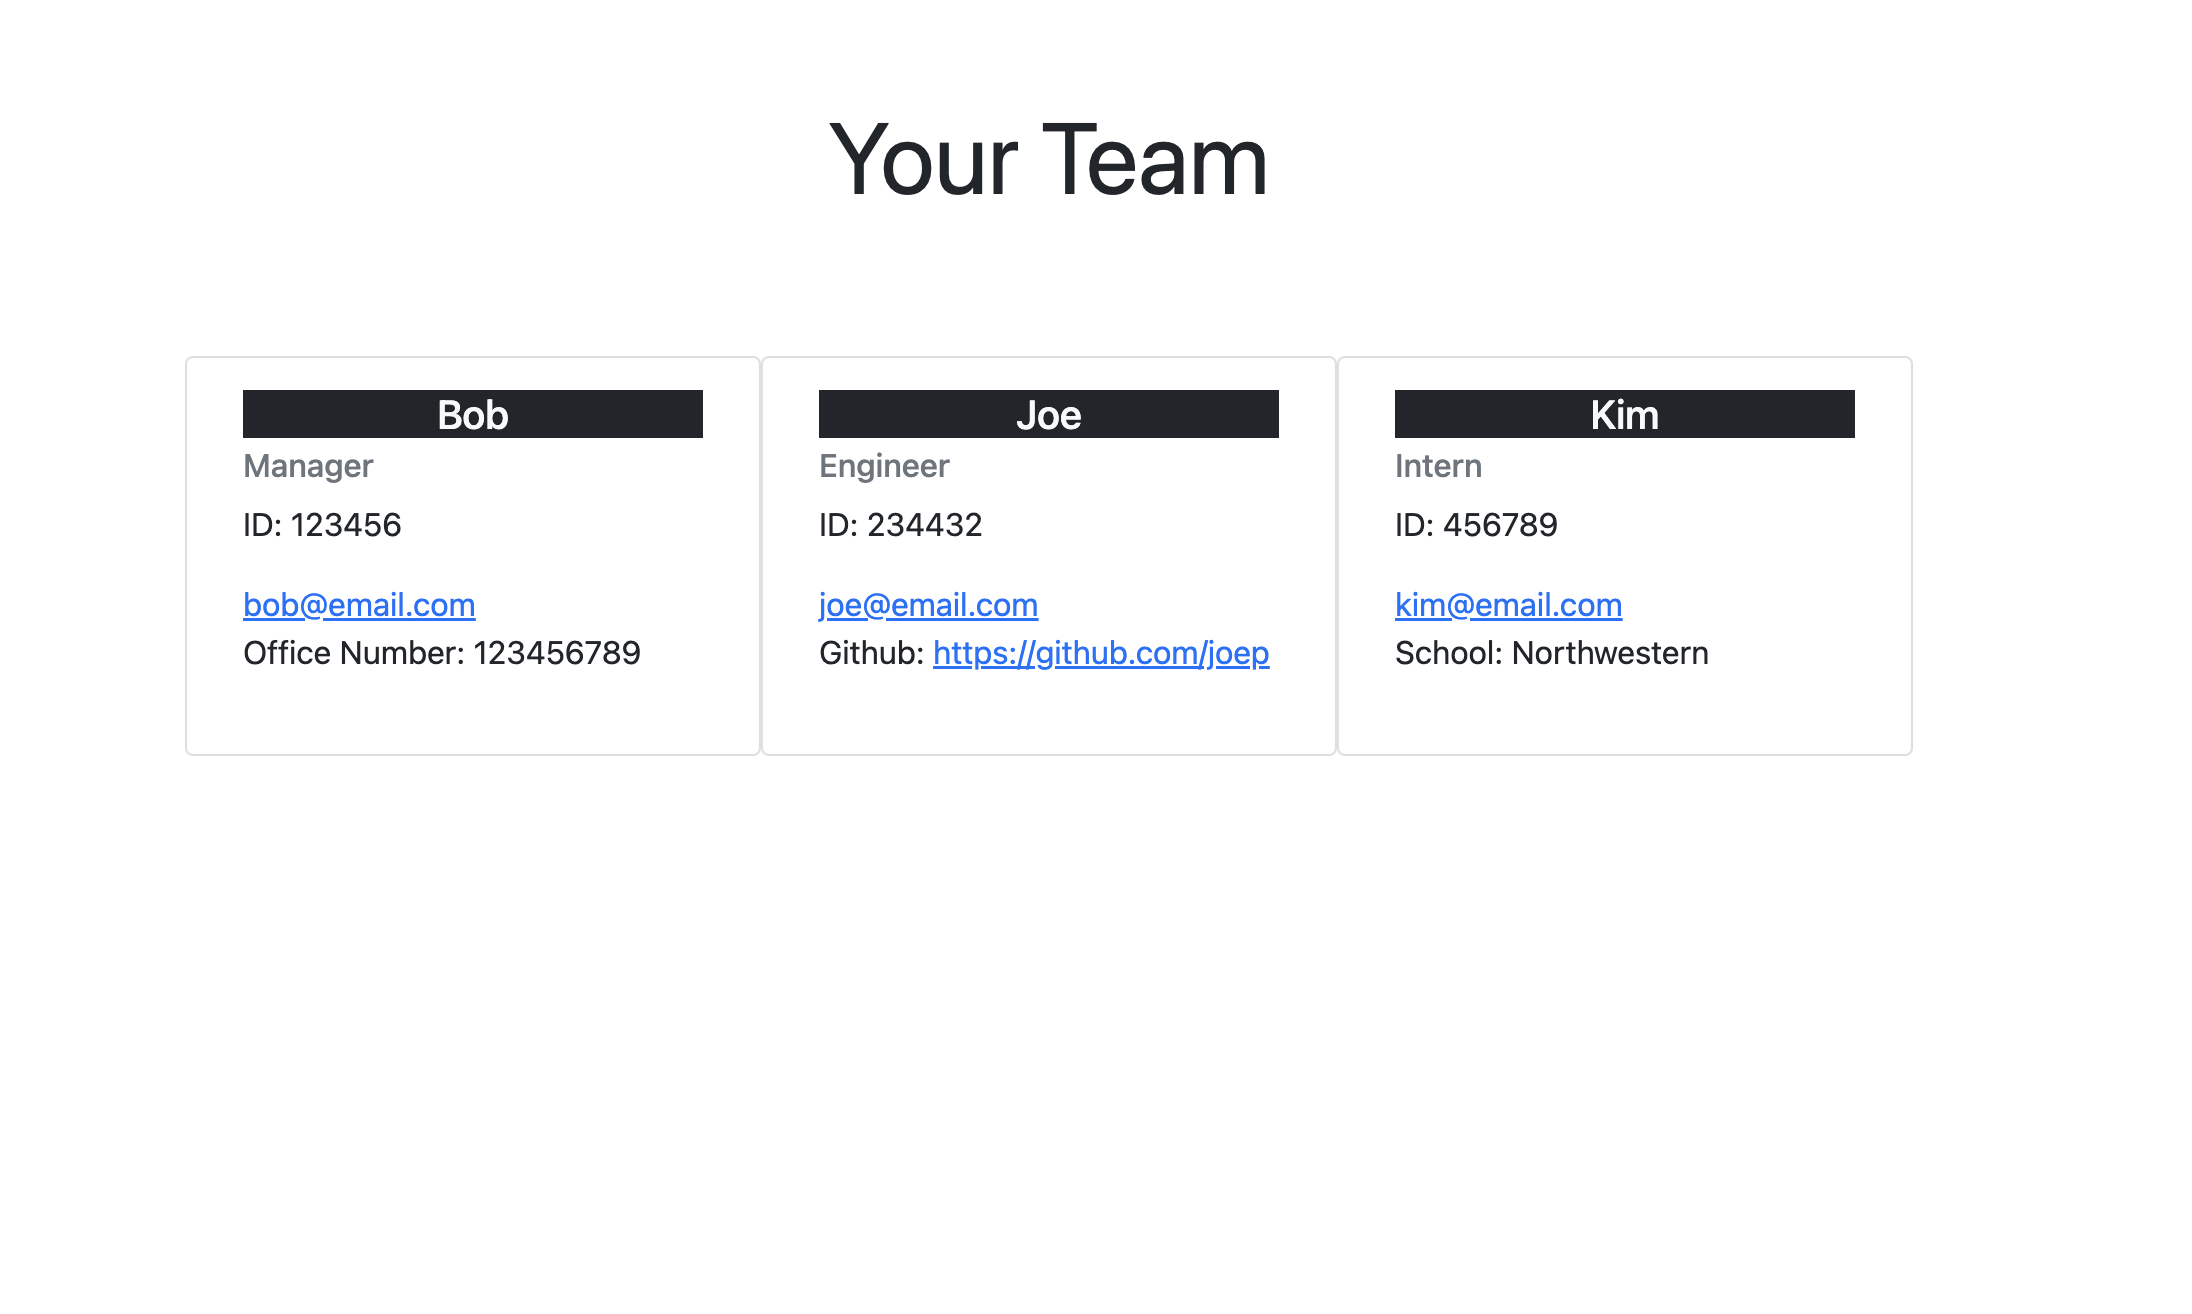 Your Team
Bob
Manager
ID: 123456
bob@email.com
Office Number: 123456789
Joe
Engineer
ID: 234432
joe@email.com
Github: https://github.com/joep
Kim
Intern
ID: 456789
kim@email.com
School: Northwestern